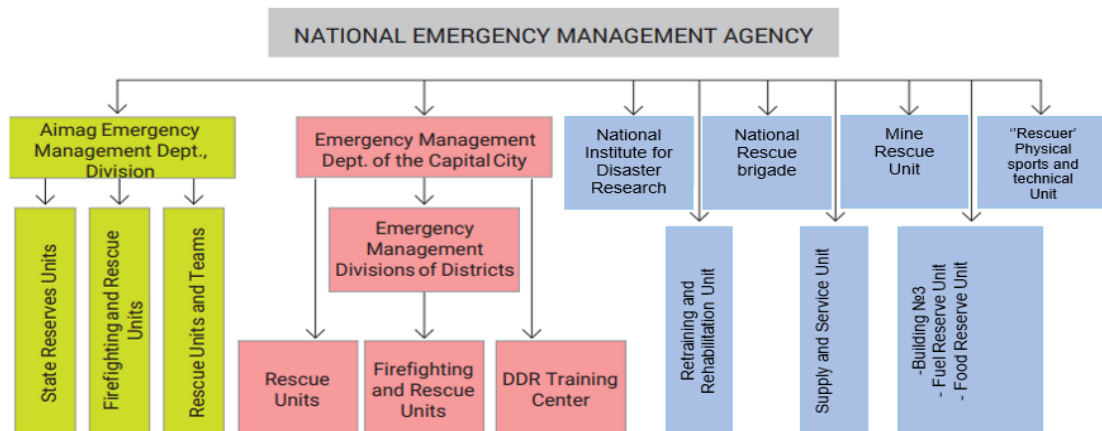 NATIONAL EMERGENCY MANAGEMENT AGENCY
Aimag Emergency
Management Dept.,
Division
Emergency Management
Dept. of the Capital City
National
Institute for
Disaster
Research
National
Rescue
brigade
Mine
Rescue
Unit
‘'Rescuer’
Physical
sports and
technical
Unit
State Reserves Units
Firefighting and Rescue
Units
Rescue Units and Teams
Emergency
Management
Divisions of Districts
Rescue
Units
Firefighting
and Rescue
Units
DDR Training
Center
Retraining and
Rehabilitation Unit
Supply and Service Unit
-Building №3
- Fuel Reserve Unit
- Food Reserve Unit